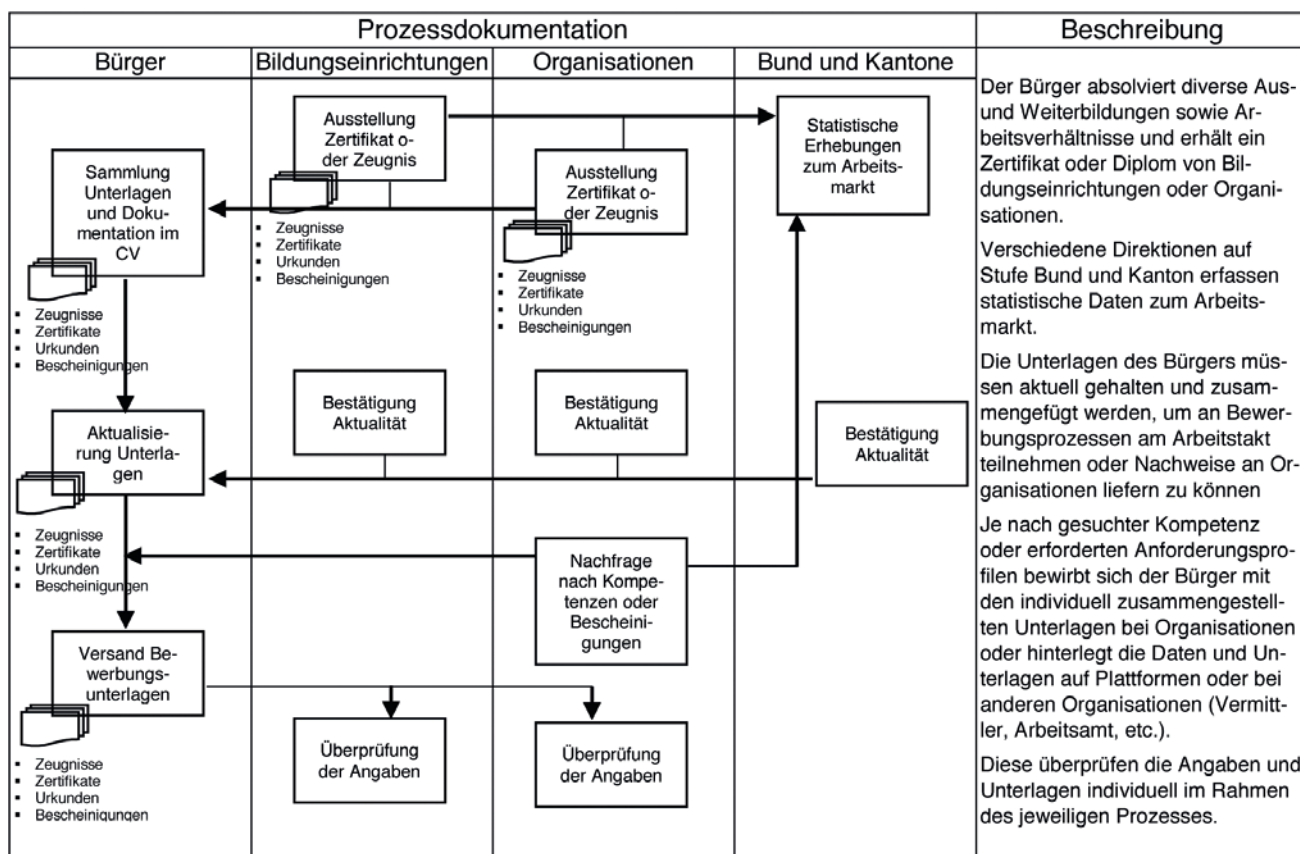 Prozessdokumentation
Beschreibung
Bürger
Bildungseinrichtungen
Organisationen
Bund und Kantone
Ausstellung
Zertifikat o-
der Zeugnis
▪ Zeugnisse
▪ Zertifikate
▪ Urkunden
▪ Bescheinigungen
Ausstellung
Zertifikat o-
der Zeugnis
▪ Zeugnisse
▪ Zertifikate
▪ Urkunden
▪ Bescheinigungen
Statistische
Erhebungen
zum Arbeits-
markt
Sammlung
Unterlagen
und Doku-
mentation im
CV
▪ Zeugnisse
▪ Zertifikate
▪ Urkunden
▪ Bescheinigungen
Bestätigung
Aktualität
Bestätigung
Aktualität
Bestätigung
Aktualität
Aktualisie-
rung Unterla-
gen
▪ Zeugnisse
▪ Zertifikate
▪ Urkunden
▪ Bescheinigungen
Nachfrage
nach Kompe-
tenzen oder
Bescheini-
gungen
Versand Be-
werbungs-
unterlagen
▪ Zeugnisse
▪ Zertifikate
▪ Urkunden
▪ Bescheinigungen
Überprüfung
der Angaben
Überprüfung
der Angaben
Der Bürger absolviert diverse Aus-
und Weiterbildungen sowie Ar-
beitsverhältnisse und erhält ein
Zertifikat oder Diplom von Bil-
dungseinrichtungen oder Organi-
sationen.
Verschiedene Direktionen auf
Stufe Bund und Kanton erfassen
statistische Daten zum Arbeits-
markt.
Die Unterlagen des Bürgers müs-
sen aktuell gehalten und zusam-
mengefügt werden, um an Bewer-
bungsprozessen am Arbeitstakt
teilnehmen oder Nachweise an Or-
ganisationen liefern zu können
Je nach gesuchter Kompetenz
oder erforderten Anforderungspro-
filen bewirbt sich der Bürger mit
den individuell zusammengestell-
ten Unterlagen bei Organisationen
oder hinterlegt die Daten und Un-
terlagen auf Plattformen oder bei
anderen Organisationen (Vermitt-
ler, Arbeitsamt, etc.).
Diese überprüfen die Angaben und
Unterlagen individuell im Rahmen
des jeweiligen Prozesses.